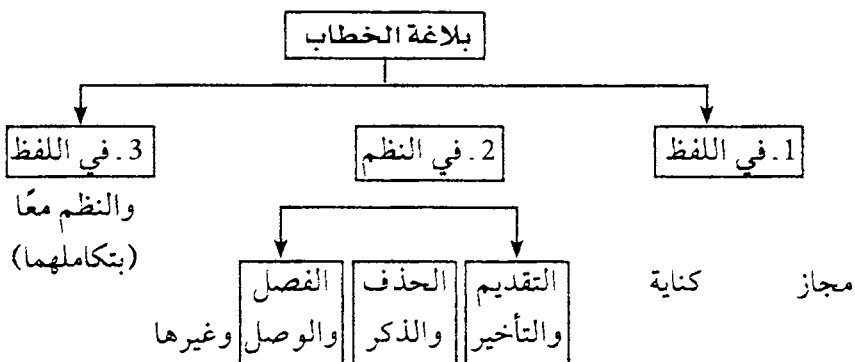 بلاغة الخطاب
1 . في اللفظ
2 . في النظم
3 . في اللفظ
والنظم معًا
(بتكاملهما)
مجاز
كناية
التقديم
والتأخير
الحذف
والذكر
الفصل
والوصل
وغيرها